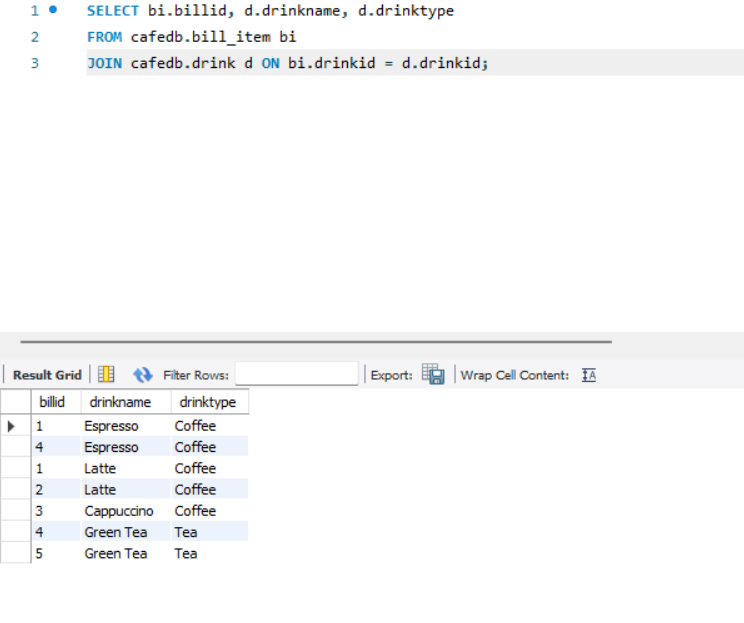 1 SELECT bi.billid, d.drinkname, d.drinktype
2 FROM cafedb.bill_item bi
3 JOIN cafedb.drink d ON bi.drinkid = d.drinkid;
Result Grid Filter Rows: Export: Wrap Cell Content: IA
billid drinkname drinktype
1 Espresso Coffee
4 Espresso Coffee
1 Latte Coffee
2 Latte Coffee
3 Cappuccino Coffee
4 Green Tea Tea
5 Green Tea Tea